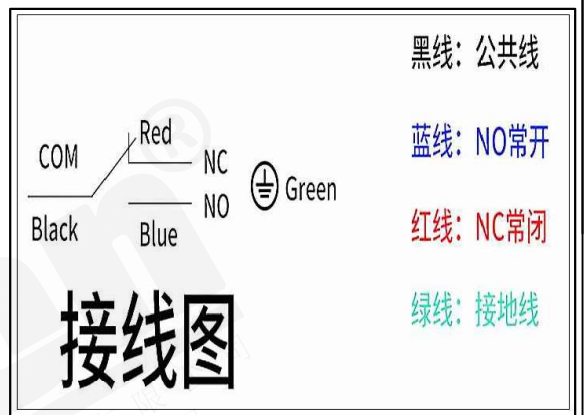 COM
Red
NC
NO
Green
Black
Blue
接线图
黑线：公共线
蓝线：NO常开
红线：NC常闭
绿线：接地线